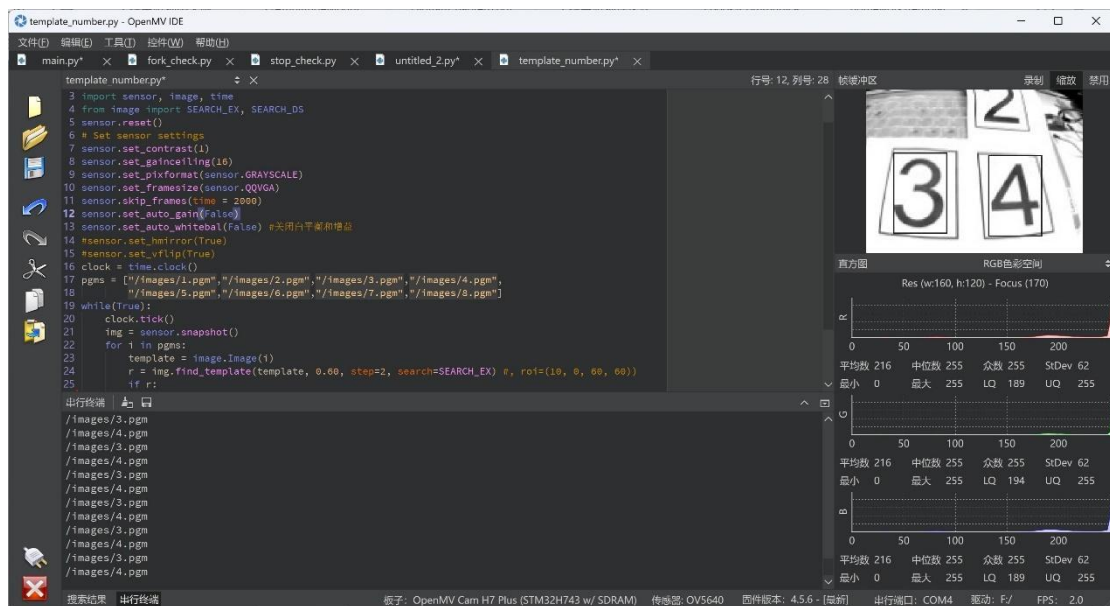 template_number.py - OpenMV IDE
文件(F) 编辑(E) 工具(T) 控件(W) 帮助(H)
main.py* fork_check.py stop_check.py untitled_2.py* template_number.py*
template_number.py* 行号: 12, 列号: 28 帧缓冲区 录制 缩放 禁用
3 import sensor, image, time
4 from image import SEARCH_EX, SEARCH_DS
5 sensor.reset()
6 # Set sensor settings
7 sensor.set_contrast(1)
8 sensor.set_gainceiling(16)
9 sensor.set_pixformat(sensor.GRAYSCALE)
10 sensor.set_framesize(sensor.QQVGA)
11 sensor.skip_frames(time = 2000)
12 sensor.set_auto_gain(False)
13 sensor.set_auto_whitebal(False) #关闭白平衡和增益
14 #sensor.set_hmirror(True)
15 #sensor.set_vflip(True)
16 clock = time.clock()
17 pgms = ["/images/1.pgm","/images/2.pgm","/images/3.pgm","/images/4.pgm",
18 "/images/5.pgm","/images/6.pgm","/images/7.pgm","/images/8.pgm"]
19 while(True):
20 clock.tick()
21 img = sensor.snapshot()
22 for i in pgms:
23 template = image.Image(i)
24 r = img.find_template(template, 0.60, step=2, search=SEARCH_EX) #, roi=(10, 0, 60, 60))
25 if r:
串行终端
/images/3.pgm
/images/4.pgm
/images/3.pgm
/images/4.pgm
/images/3.pgm
/images/4.pgm
/images/3.pgm
/images/4.pgm
/images/3.pgm
/images/4.pgm
/images/3.pgm
/images/4.pgm
2
3 4
直方图 RGB色彩空间
Res (w:160, h:120) - Focus (170)
R
0 50 100 150 200
平均数 216 中位数 255 众数 255 StDev 62
最小 0 最大 255 LQ 189 UQ 255
G
0 50 100 150 200
平均数 216 中位数 255 众数 255 StDev 62
最小 0 最大 255 LQ 194 UQ 255
B
0 50 100 150 200
平均数 216 中位数 255 众数 255 StDev 62
最小 0 最大 255 LQ 189 UQ 255
搜索结果 串行终端 板子: OpenMV Cam H7 Plus (STM32H743 w/ SDRAM) 传感器: OV5640 固件版本: 4.5.6 - [最新] 串行端口: COM4 驱动: F:/ FPS: 2.0